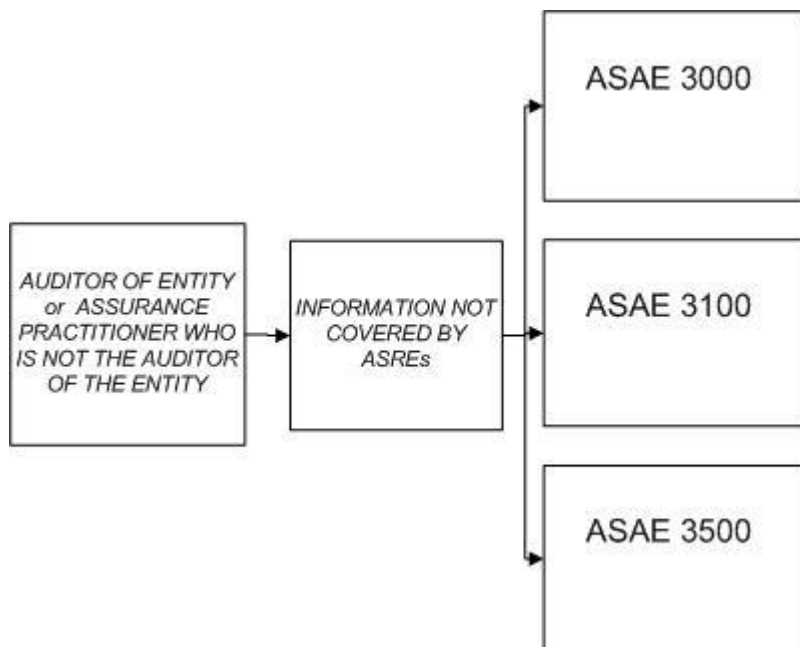 AUDITOR OF ENTITY
or ASSURANCE
PRACTITIONER WHO
IS NOT THE AUDITOR
OF THE ENTITY
INFORMATION NOT
COVERED BY
ASREs
ASAE 3000
ASAE 3100
ASAE 3500